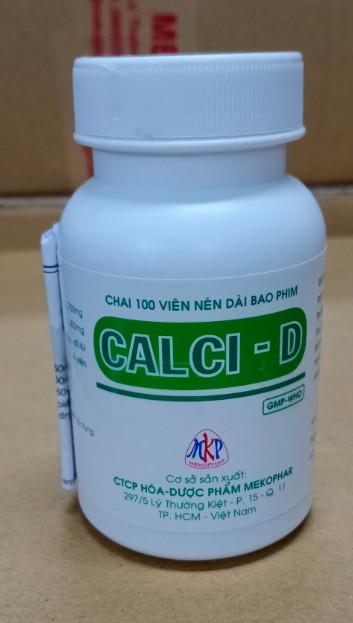 CHAI 100 VIÊN NÉN DÀI BAO PHIM
CALCI - D
GMP-WHO
MKP
MEKOPHAR
Cơ sở sản xuất:
CTCP HÓA-DƯỢC PHẨM MEKOPHAR
297/5 Lý Thường Kiệt - P. 15 - Q. 11
TP. HCM - Việt Nam